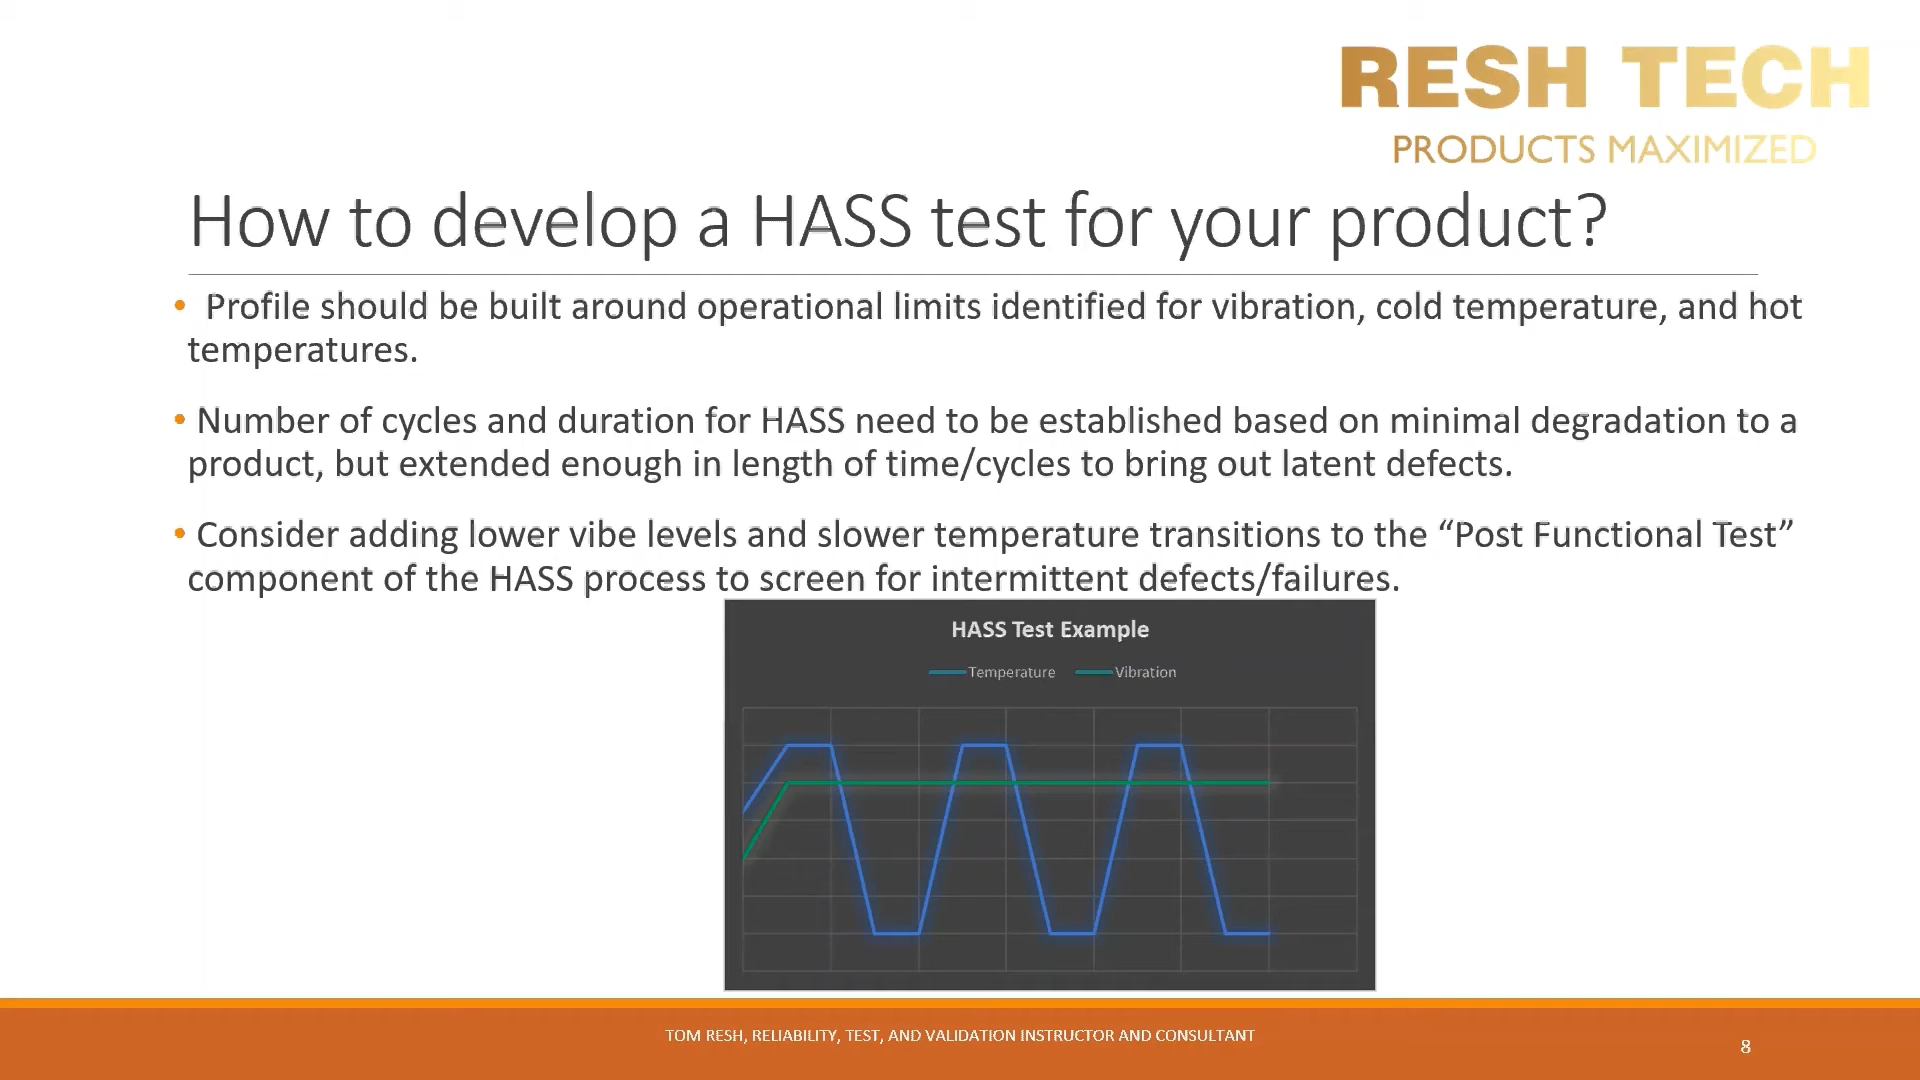 RESH TECH
PRODUCTS MAXIMIZED
How to develop a HASS test for your product?
• Profile should be built around operational limits identified for vibration, cold temperature, and hot
temperatures.
• Number of cycles and duration for HASS need to be established based on minimal degradation to a
product, but extended enough in length of time/cycles to bring out latent defects.
• Consider adding lower vibe levels and slower temperature transitions to the “Post Functional Test”
component of the HASS process to screen for intermittent defects/failures.
HASS Test Example
Temperature Vibration
TOM RESH, RELIABILITY, TEST, AND VALIDATION INSTRUCTOR AND CONSULTANT
8